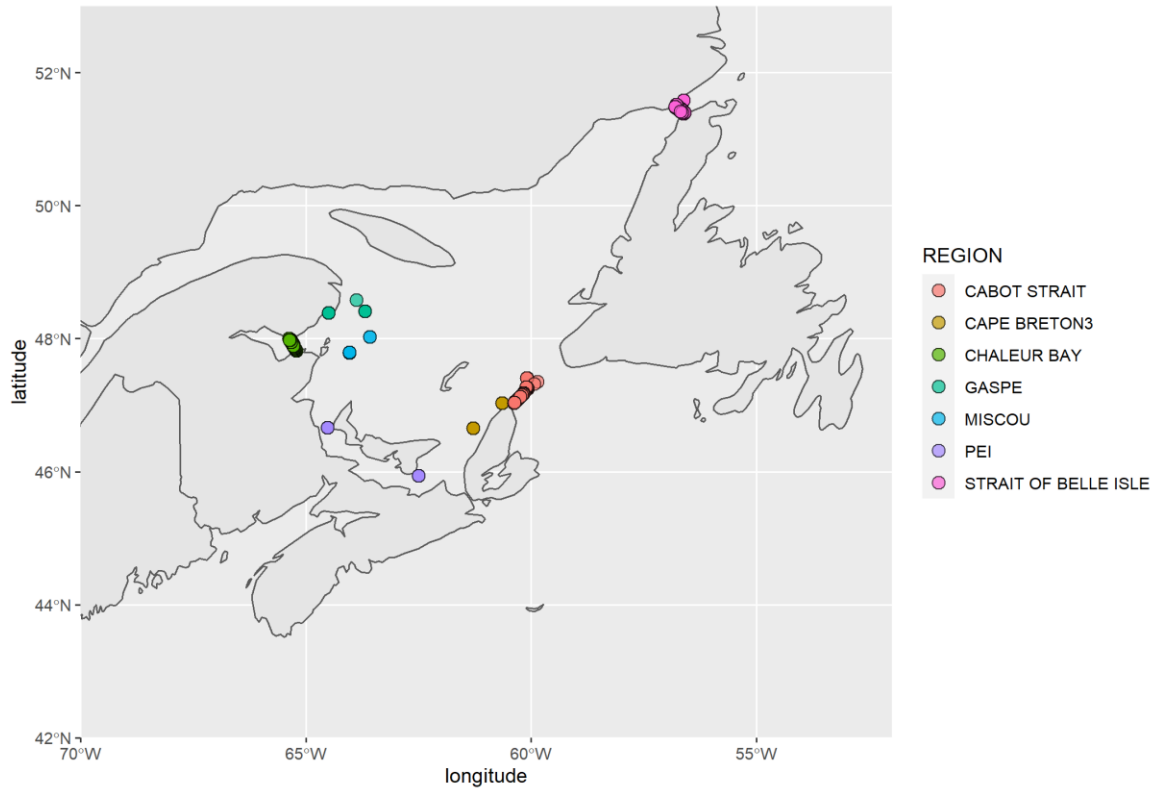 52°N
50°N
48°N
46°N
44°N
42°N
latitude
70°W
65°W
60°W
55°W
longitude
REGION
CABOT STRAIT
CAPE BRETON3
CHALEUR BAY
GASPE
MISCOU
PEI
STRAIT OF BELLE ISLE